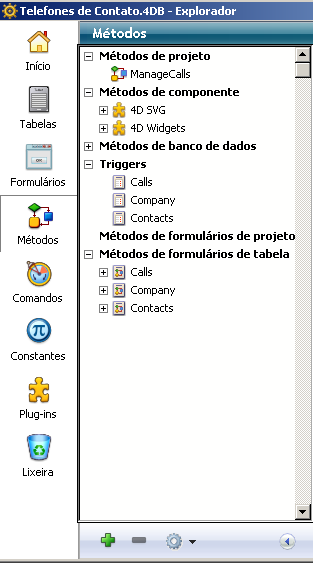 Telefones de Contato.4DB - Explorador
Início
Tabelas
Formulários
Métodos
Comandos
Constantes
Plug-ins
Lixeira
Métodos
Métodos de projeto
ManageCalls
Métodos de componente
4D SVG
4D Widgets
Métodos de banco de dados
Triggers
Calls
Company
Contacts
Métodos de formulários de projeto
Métodos de formulários de tabela
Calls
Company
Contacts